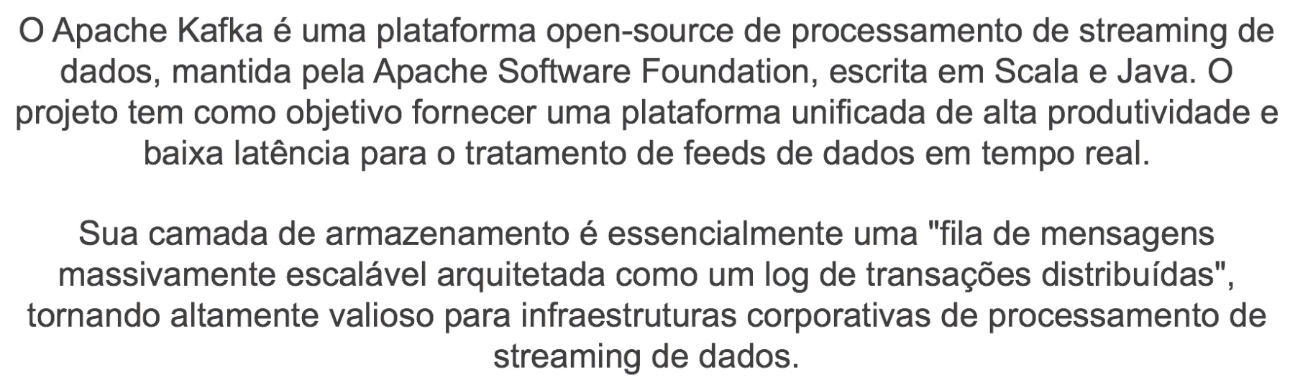 O Apache Kafka é uma plataforma open-source de processamento de streaming de
dados, mantida pela Apache Software Foundation, escrita em Scala e Java. O
projeto tem como objetivo fornecer uma plataforma unificada de alta produtividade e
baixa latência para o tratamento de feeds de dados em tempo real.
Sua camada de armazenamento é essencialmente uma "fila de mensagens
massivamente escalável arquitetada como um log de transações distribuídas",
tornando altamente valioso para infraestruturas corporativas de processamento de
streaming de dados.